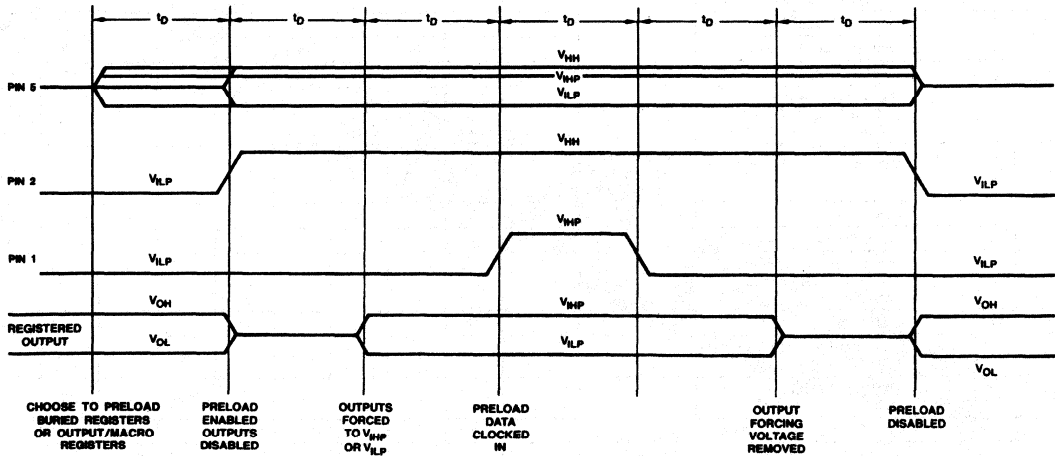 tD tD tD tD tD tD
VHH
PIN 5
VIHP
VILP
VHH
PIN 2
VILP
VILP
VIHP
PIN 1
VILP
VILP
VOH
VIHP
VOH
REGISTERED
OUTPUT
VOL
VILP
VOL
CHOOSE TO PRELOAD
BURIED REGISTERS
OR OUTPUT/MACRO
REGISTERS
PRELOAD
ENABLED
OUTPUTS
DISABLED
OUTPUTS
FORCED
TO VIHP
OR VILP
PRELOAD
DATA
CLOCKED
IN
OUTPUT
FORCING
VOLTAGE
REMOVED
PRELOAD
DISABLED